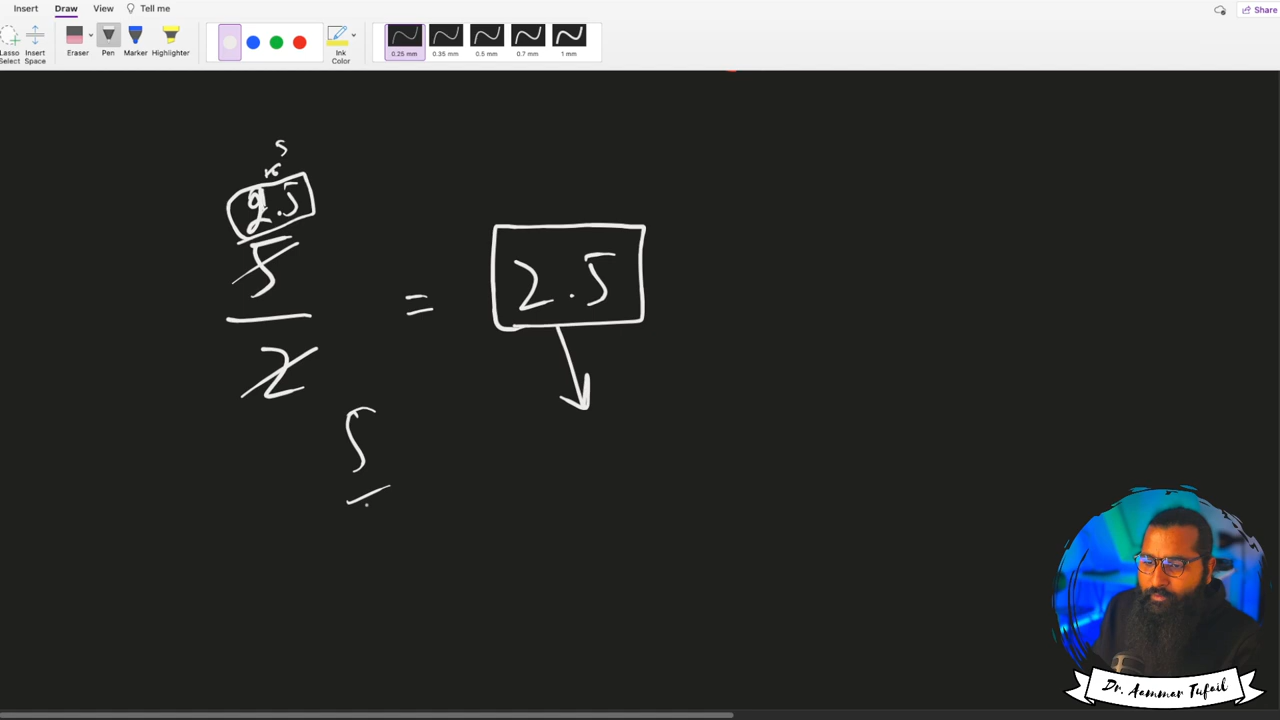 Insert Draw View Tell me
Share
Lasso Select
Insert Space
Eraser
Pen
Marker
Highlighter
Ink Color
0.25 mm
0.35 mm
0.5 mm
0.7 mm
1 mm
5
2.5
5
2
= 2.5
5
Dr. Aammar Tufail